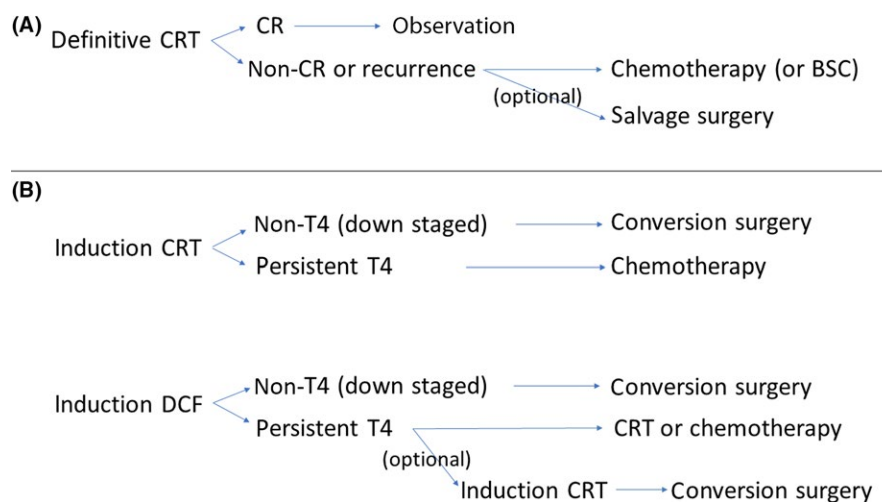 (A)
Definitive CRT
CR
Observation
Non-CR or recurrence
(optional)
Chemotherapy (or BSC)
Salvage surgery
(B)
Induction CRT
Non-T4 (down staged)
Conversion surgery
Persistent T4
Chemotherapy
Induction DCF
Non-T4 (down staged)
Conversion surgery
Persistent T4
CRT or chemotherapy
(optional)
Induction CRT
Conversion surgery